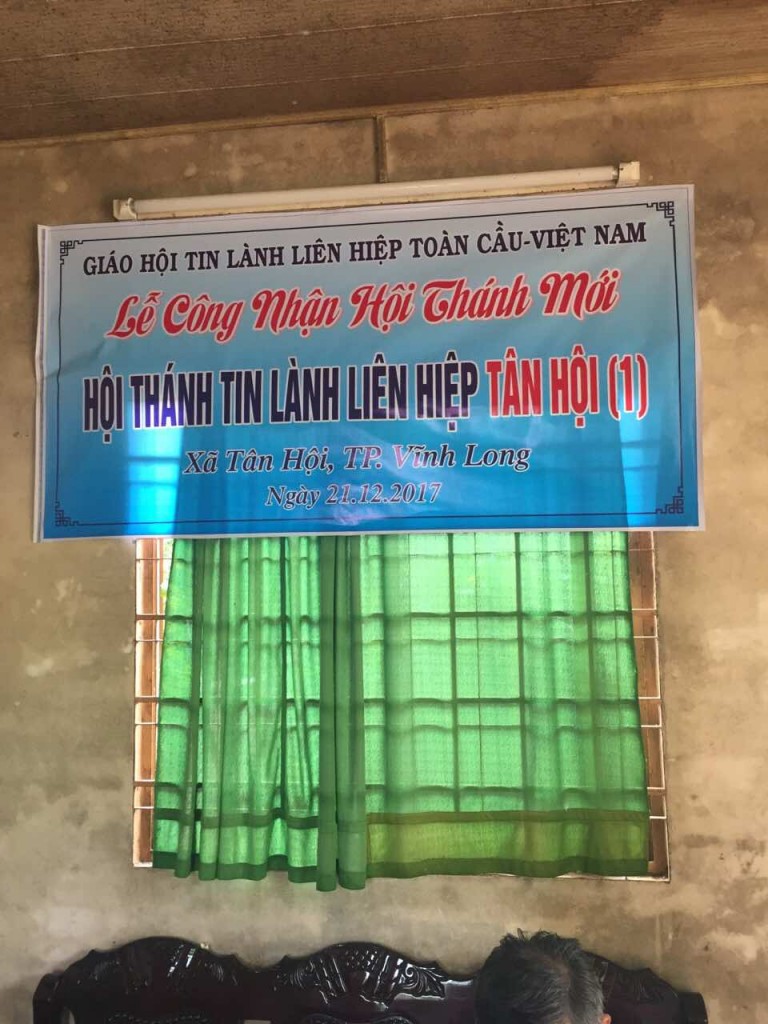 GIÁO HỘI TIN LÀNH LIÊN HIỆP TOÀN CẦU-VIỆT NAM
Lễ Công Nhận Hội Thánh Mới
HỘI THÁNH TIN LÀNH LIÊN HIỆP TÂN HỘI (1)
Xã Tân Hội, TP. Vĩnh Long
Ngày 21.12.2017